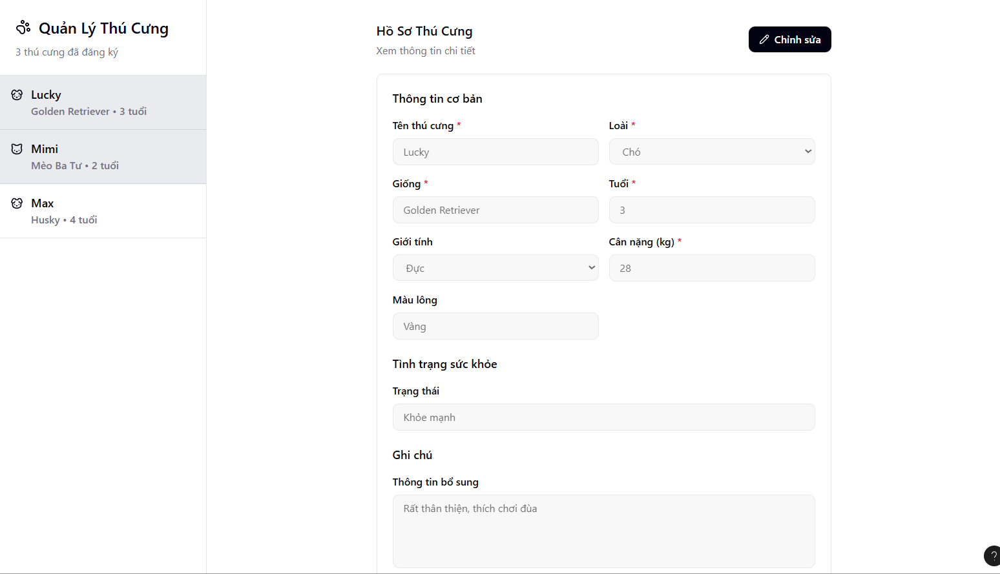 Quản Lý Thú Cưng
3 thú cưng đã đăng ký
Lucky
Golden Retriever • 3 tuổi
Mimi
Mèo Ba Tư • 2 tuổi
Max
Husky • 4 tuổi
Hồ Sơ Thú Cưng
Xem thông tin chi tiết
Chỉnh sửa
Thông tin cơ bản
Tên thú cưng *
Lucky
Loài *
Chó
Giống *
Golden Retriever
Tuổi *
3
Giới tính
Đực
Cân nặng (kg) *
28
Màu lông
Vàng
Tình trạng sức khỏe
Trạng thái
Khỏe mạnh
Ghi chú
Thông tin bổ sung
Rất thân thiện, thích chơi đùa
?